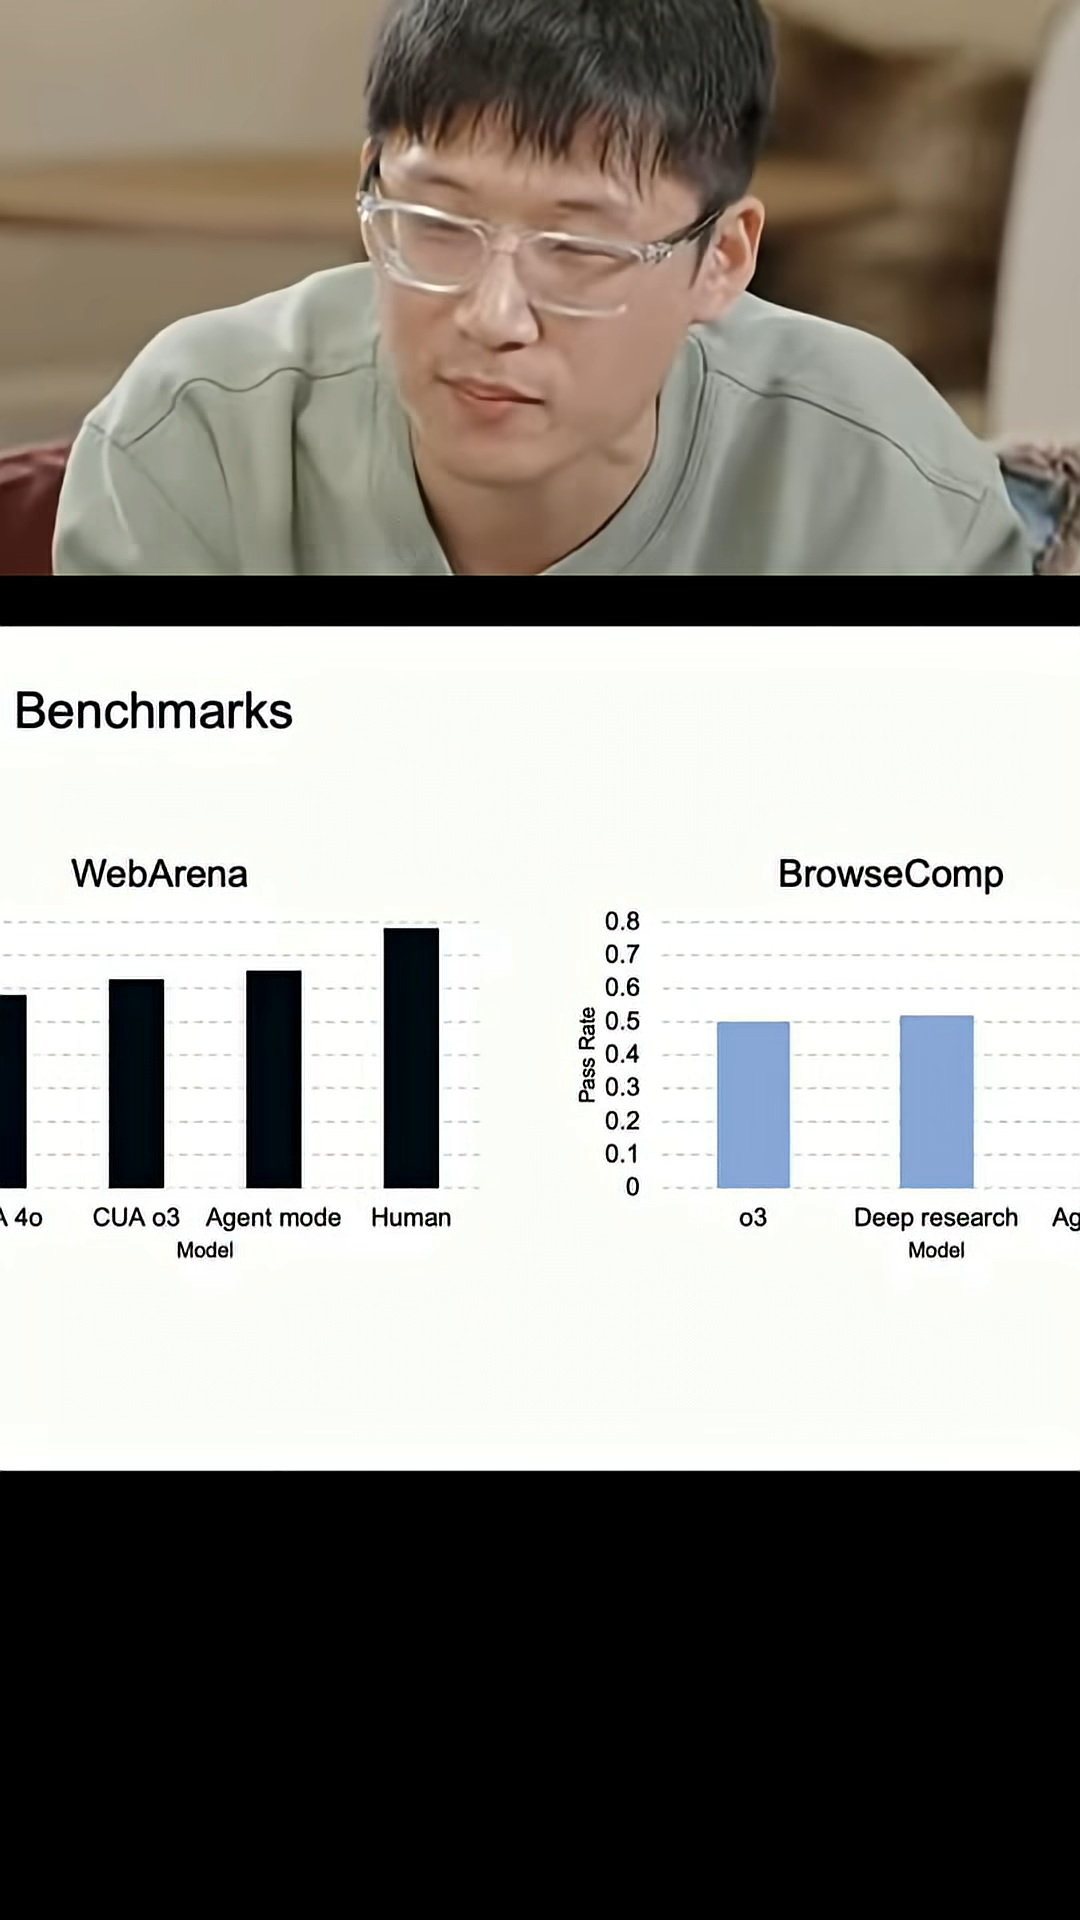 Benchmarks
WebArena
A 4o
CUA o3
Agent mode
Human
Model
BrowseComp
Pass Rate
0.8
0.7
0.6
0.5
0.4
0.3
0.2
0.1
0
o3
Deep research
Ag
Model